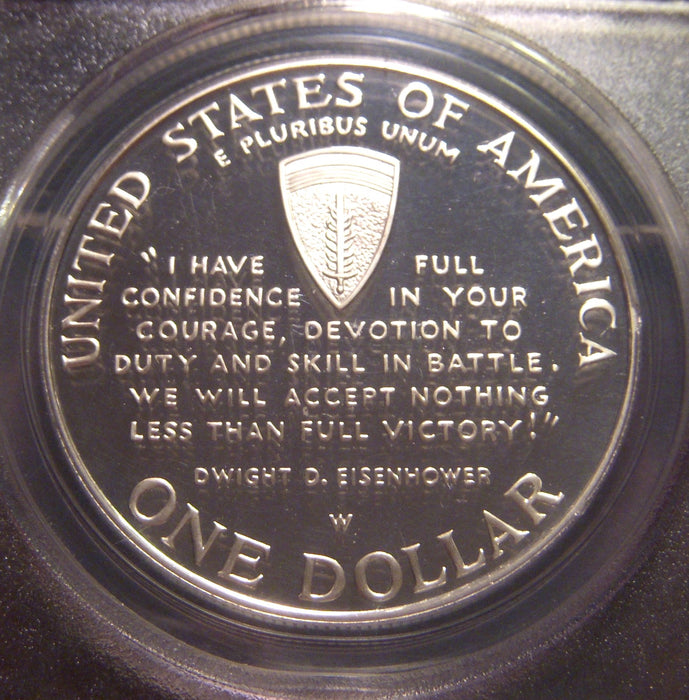 UNITED STATES OF AMERICA
E PLURIBUS UNUM
"I HAVE FULL
CONFIDENCE IN YOUR
COURAGE, DEVOTION TO
DUTY AND SKILL IN BATTLE.
WE WILL ACCEPT NOTHING
LESS THAN FULL VICTORY!"
DWIGHT D. EISENHOWER
W
ONE DOLLAR